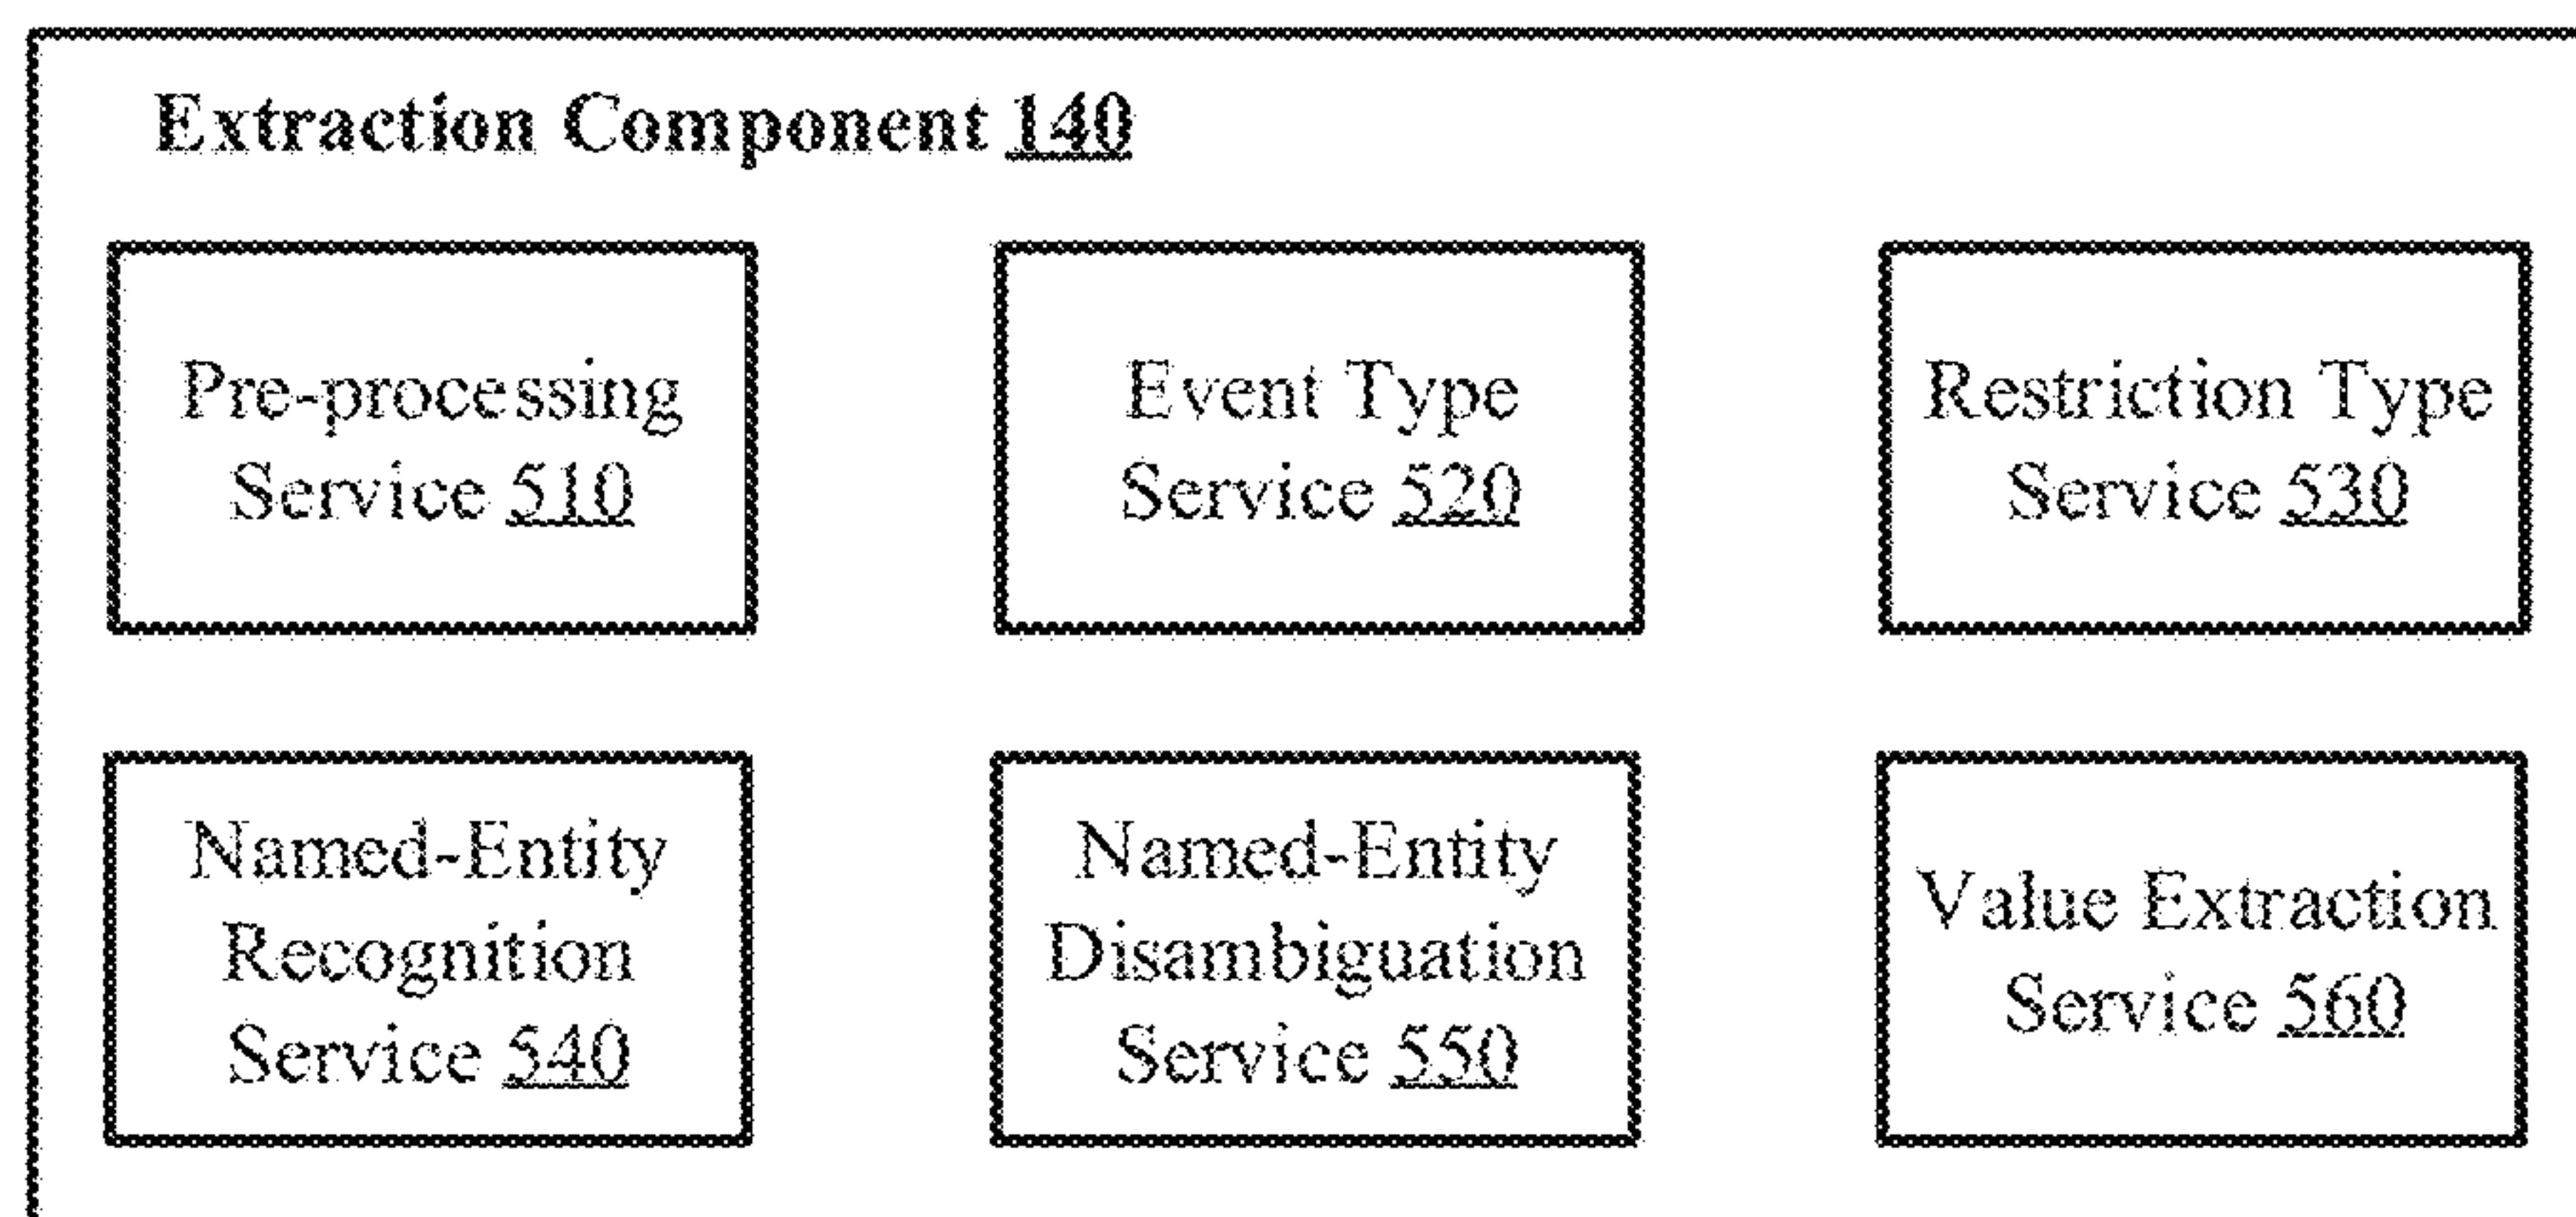 Extraction Component 140
Pre-processing
Service 510
Event Type
Service 520
Restriction Type
Service 530
Named-Entity
Recognition
Service 540
Named-Entity
Disambiguation
Service 550
Value Extraction
Service 560